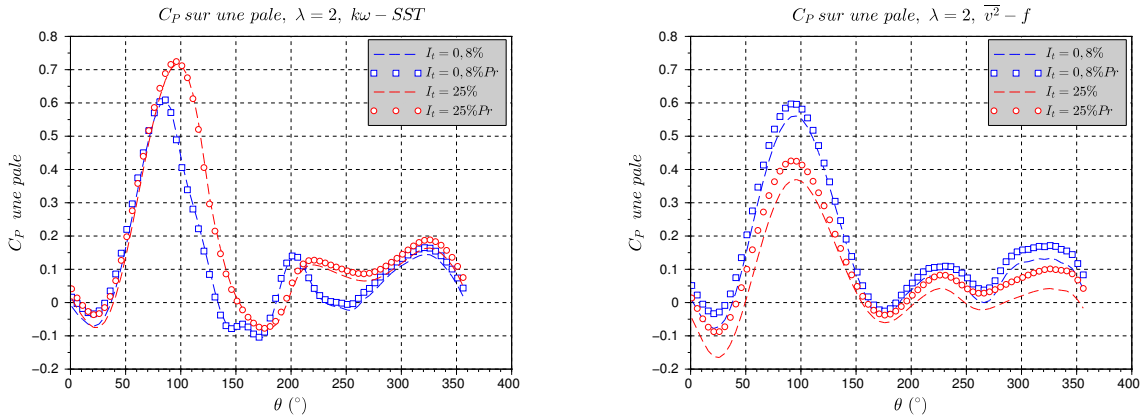 C_P sur une pale, λ = 2, kω − SST
0.8
0.7
0.6
0.5
0.4
0.3
0.2
0.1
0
−0.1
−0.2
0
50
100
150
200
250
300
350
400
C_P une pale
θ (°)
I_t = 0,8%
I_t = 0,8%Pr
I_t = 25%
I_t = 25%Pr
C_P sur une pale, λ = 2, \overline{v^2} − f
0.8
0.7
0.6
0.5
0.4
0.3
0.2
0.1
0
−0.1
−0.2
0
50
100
150
200
250
300
350
400
C_P une pale
θ (°)
I_t = 0,8%
I_t = 0,8%Pr
I_t = 25%
I_t = 25%Pr